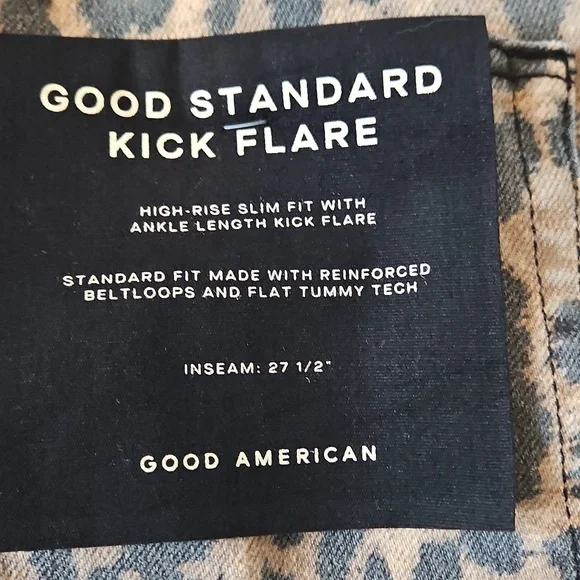 GOOD STANDARD
KICK FLARE
HIGH-RISE SLIM FIT WITH
ANKLE LENGTH KICK FLARE
STANDARD FIT MADE WITH REINFORCED
BELTLOOPS AND FLAT TUMMY TECH
INSEAM: 27 1/2"
GOOD AMERICAN